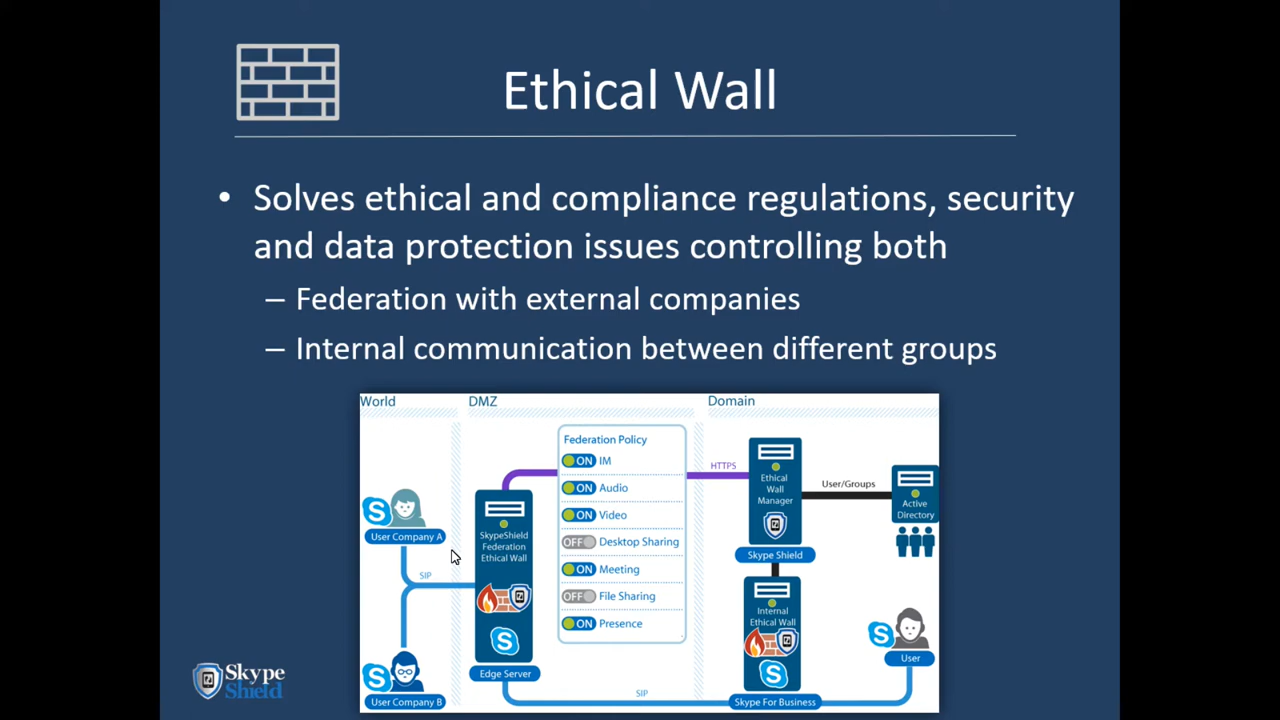 Ethical Wall
• Solves ethical and compliance regulations, security
and data protection issues controlling both
– Federation with external companies
– Internal communication between different groups
World
DMZ
Domain
User Company A
SIP
User Company B
SkypeShield
Federation
Ethical Wall
Edge Server
Federation Policy
ON IM
ON Audio
ON Video
OFF Desktop Sharing
ON Meeting
OFF File Sharing
ON Presence
HTTPS
Ethical
Wall
Manager
Skype Shield
User/Groups
Active
Directory
Internal
Ethical Wall
Skype For Business
User
SIP
Skype
Shield